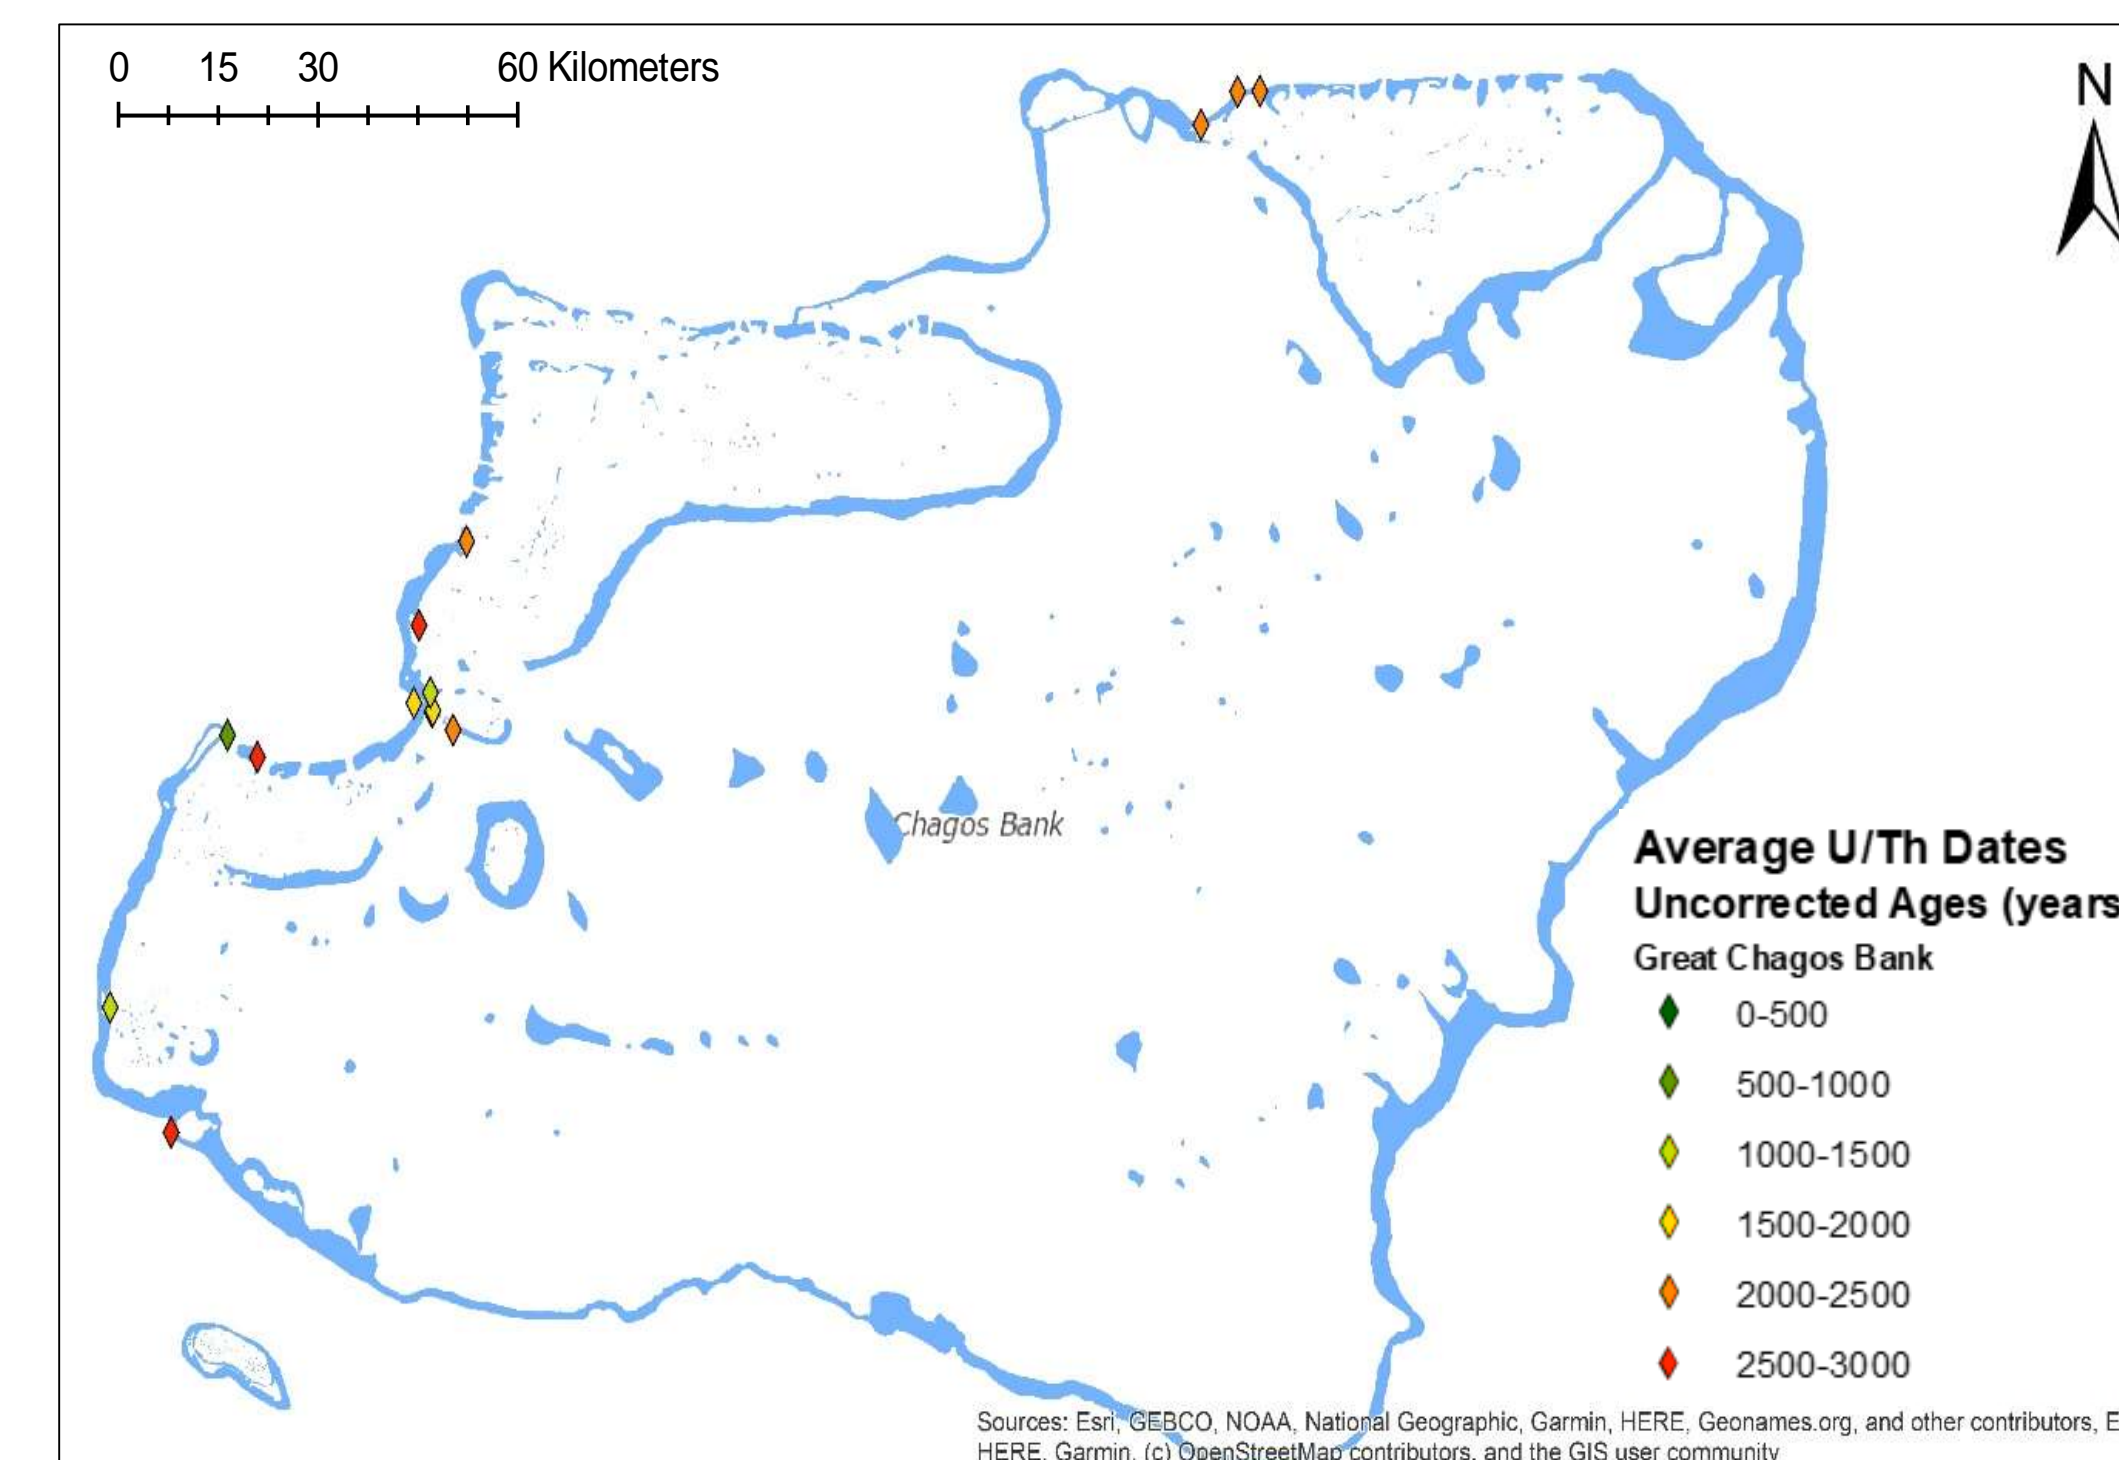 0 15 30 60 Kilometers
N
Chagos Bank
Average U/Th Dates
Uncorrected Ages (years
Great Chagos Bank
0-500
500-1000
1000-1500
1500-2000
2000-2500
2500-3000
Sources: Esri, GEBCO, NOAA, National Geographic, Garmin, HERE, Geonames.org, and other contributors, E
HERE, Garmin, (c) OpenStreetMap contributors, and the GIS user community